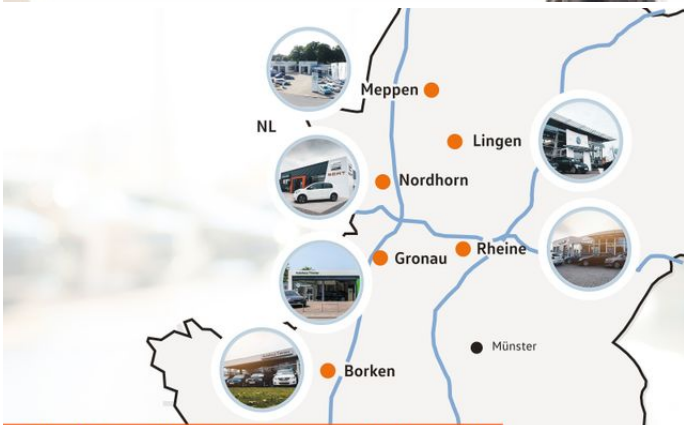 Meppen
NL
Lingen
Nordhorn
Gronau
Rheine
Münster
Borken